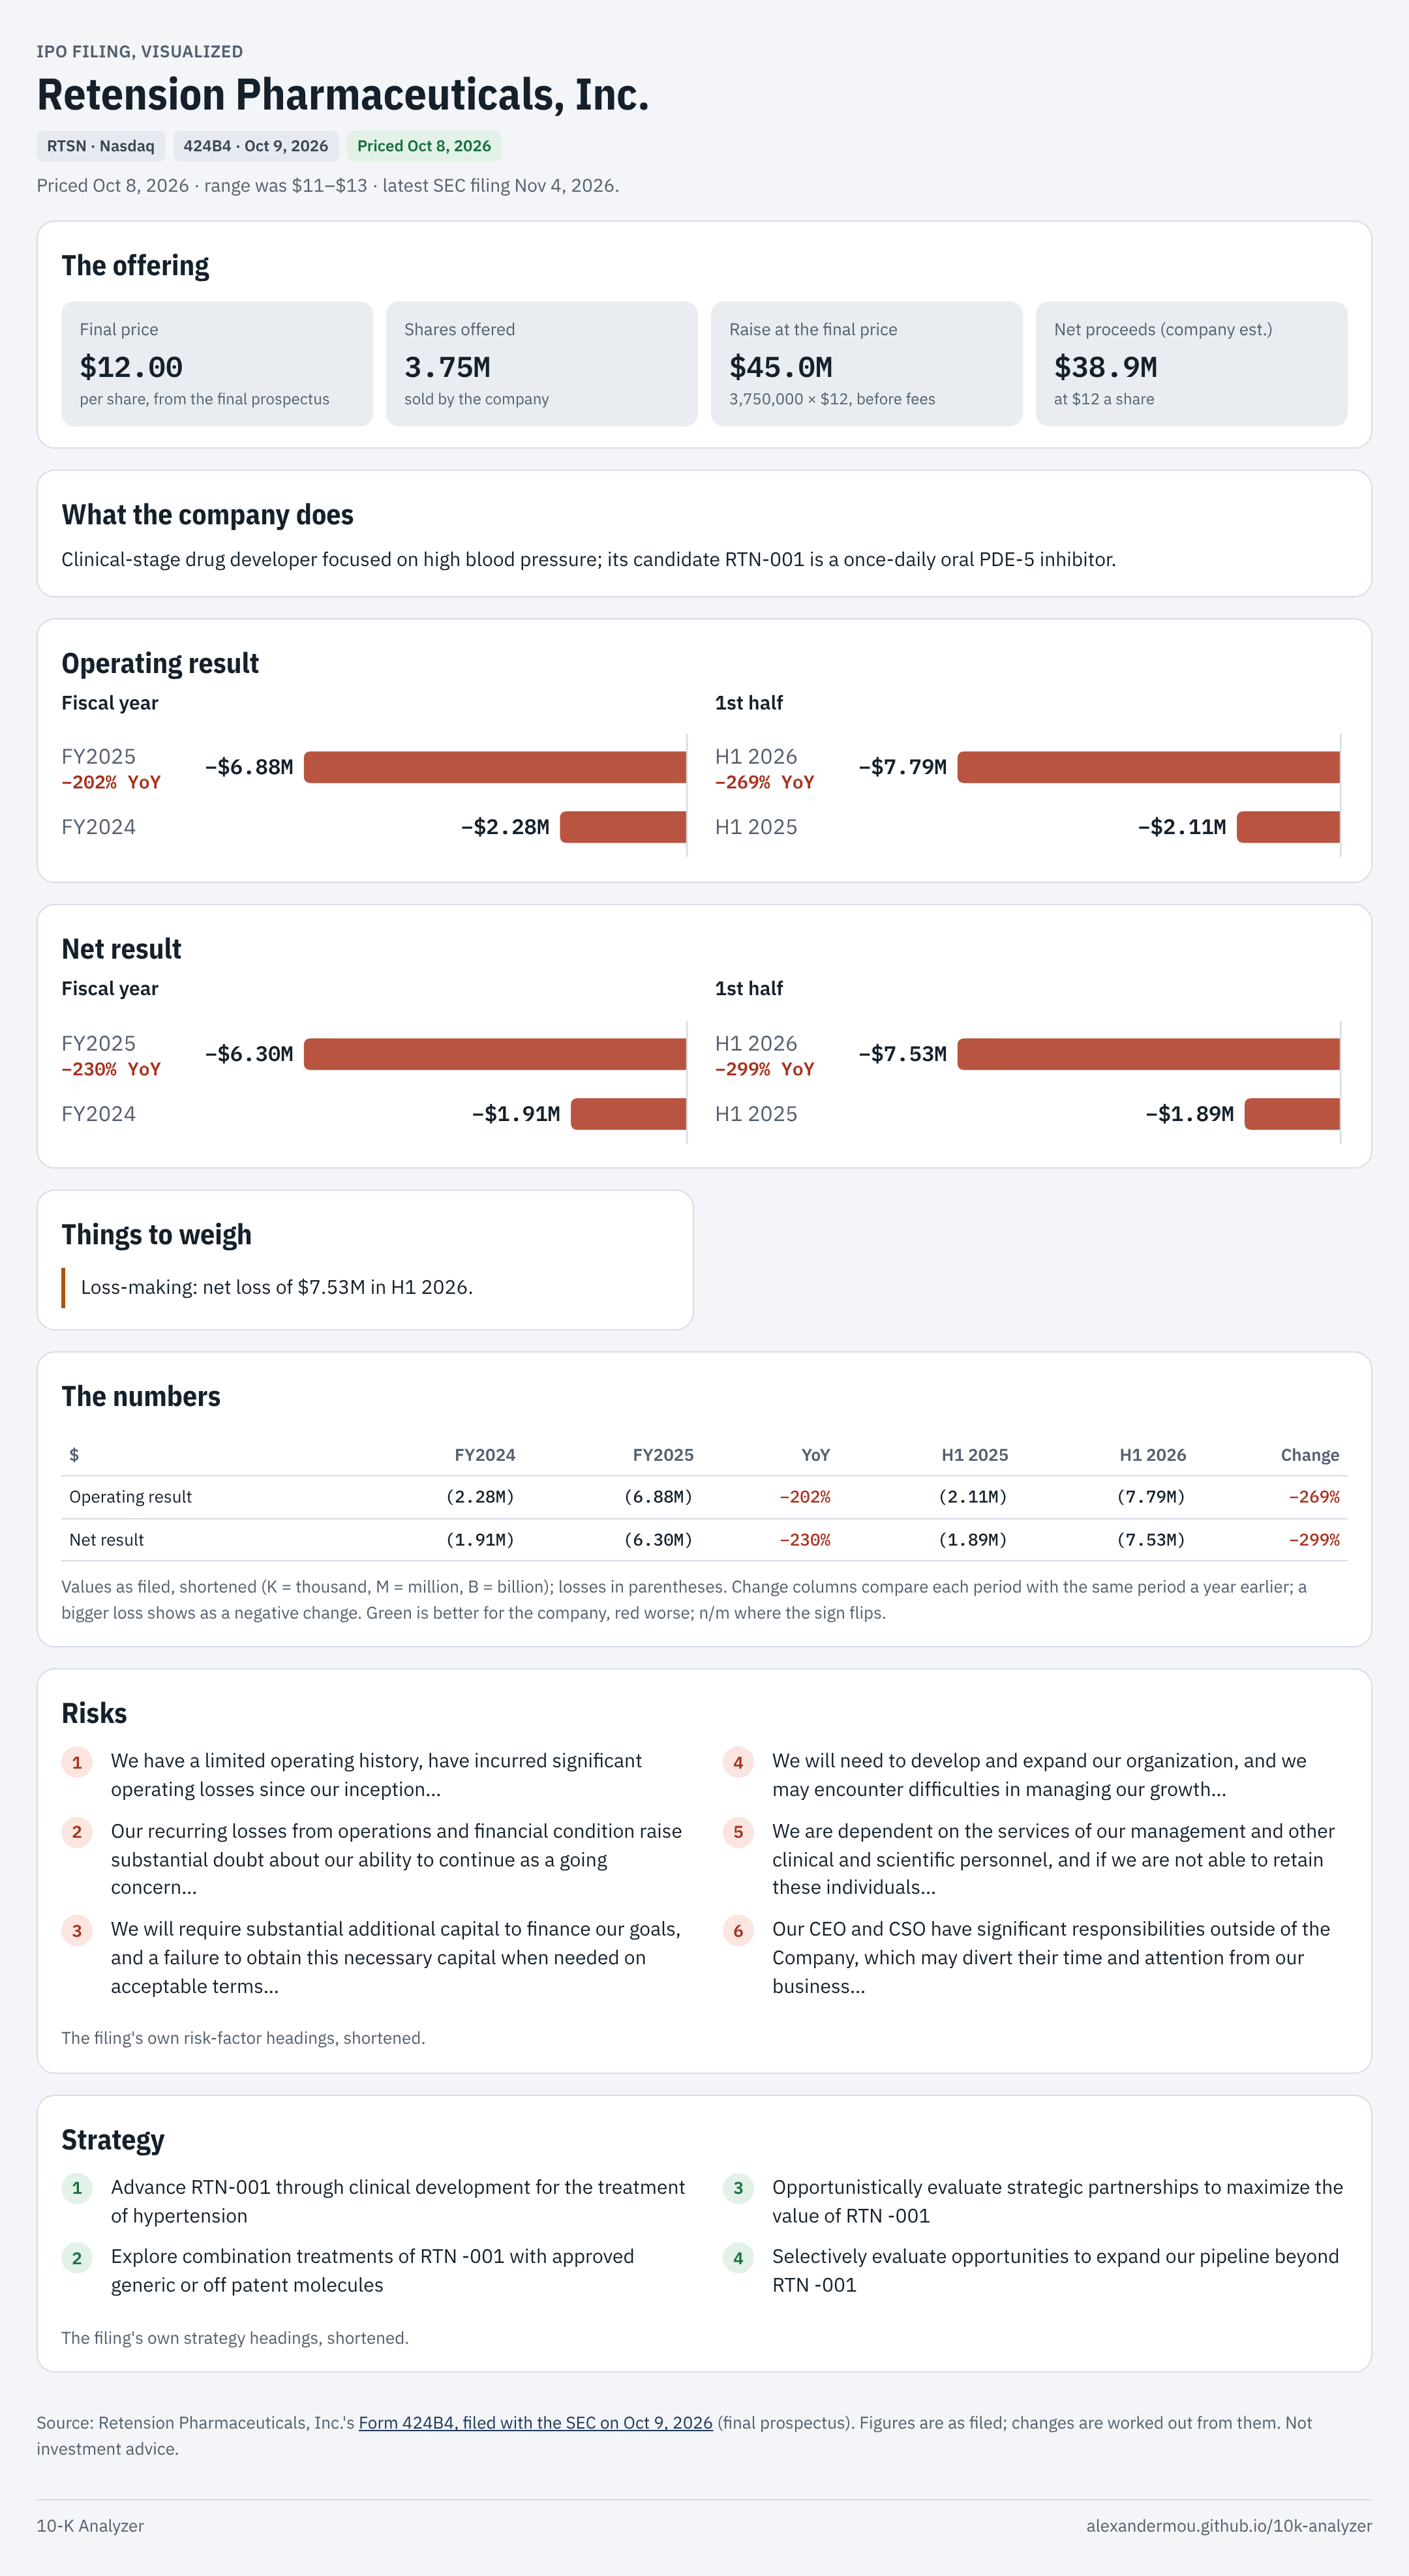 IPO FILING, VISUALIZED
Retension Pharmaceuticals, Inc.
RTSN · Nasdaq
424B4 · Oct 9, 2026
Priced Oct 8, 2026
Priced Oct 8, 2026 · range was $11–$13 · latest SEC filing Nov 4, 2026.
The offering
Final price
$12.00
per share, from the final prospectus
Shares offered
3.75M
sold by the company
Raise at the final price
$45.0M
3,750,000 × $12, before fees
Net proceeds (company est.)
$38.9M
at $12 a share
What the company does
Clinical-stage drug developer focused on high blood pressure; its candidate RTN-001 is a once-daily oral PDE-5 inhibitor.
Operating result
Fiscal year
FY2025
−202% YoY
−$6.88M
FY2024
−$2.28M
1st half
H1 2026
−269% YoY
−$7.79M
H1 2025
−$2.11M
Net result
Fiscal year
FY2025
−230% YoY
−$6.30M
FY2024
−$1.91M
1st half
H1 2026
−299% YoY
−$7.53M
H1 2025
−$1.89M
Things to weigh
Loss-making: net loss of $7.53M in H1 2026.
The numbers
$ FY2024 FY2025 YoY H1 2025 H1 2026 Change
Operating result (2.28M) (6.88M) −202% (2.11M) (7.79M) −269%
Net result (1.91M) (6.30M) −230% (1.89M) (7.53M) −299%
Values as filed, shortened (K = thousand, M = million, B = billion); losses in parentheses. Change columns compare each period with the same period a year earlier; a
bigger loss shows as a negative change. Green is better for the company, red worse; n/m where the sign flips.
Risks
1 We have a limited operating history, have incurred significant
operating losses since our inception…
2 Our recurring losses from operations and financial condition raise
substantial doubt about our ability to continue as a going
concern…
3 We will require substantial additional capital to finance our goals,
and a failure to obtain this necessary capital when needed on
acceptable terms…
4 We will need to develop and expand our organization, and we
may encounter difficulties in managing our growth…
5 We are dependent on the services of our management and other
clinical and scientific personnel, and if we are not able to retain
these individuals…
6 Our CEO and CSO have significant responsibilities outside of the
Company, which may divert their time and attention from our
business…
The filing's own risk-factor headings, shortened.
Strategy
1 Advance RTN-001 through clinical development for the treatment
of hypertension
2 Explore combination treatments of RTN -001 with approved
generic or off patent molecules
3 Opportunistically evaluate strategic partnerships to maximize the
value of RTN -001
4 Selectively evaluate opportunities to expand our pipeline beyond
RTN -001
The filing's own strategy headings, shortened.
Source: Retension Pharmaceuticals, Inc.'s Form 424B4, filed with the SEC on Oct 9, 2026 (final prospectus). Figures are as filed; changes are worked out from them. Not
investment advice.
10-K Analyzer
alexandermou.github.io/10k-analyzer